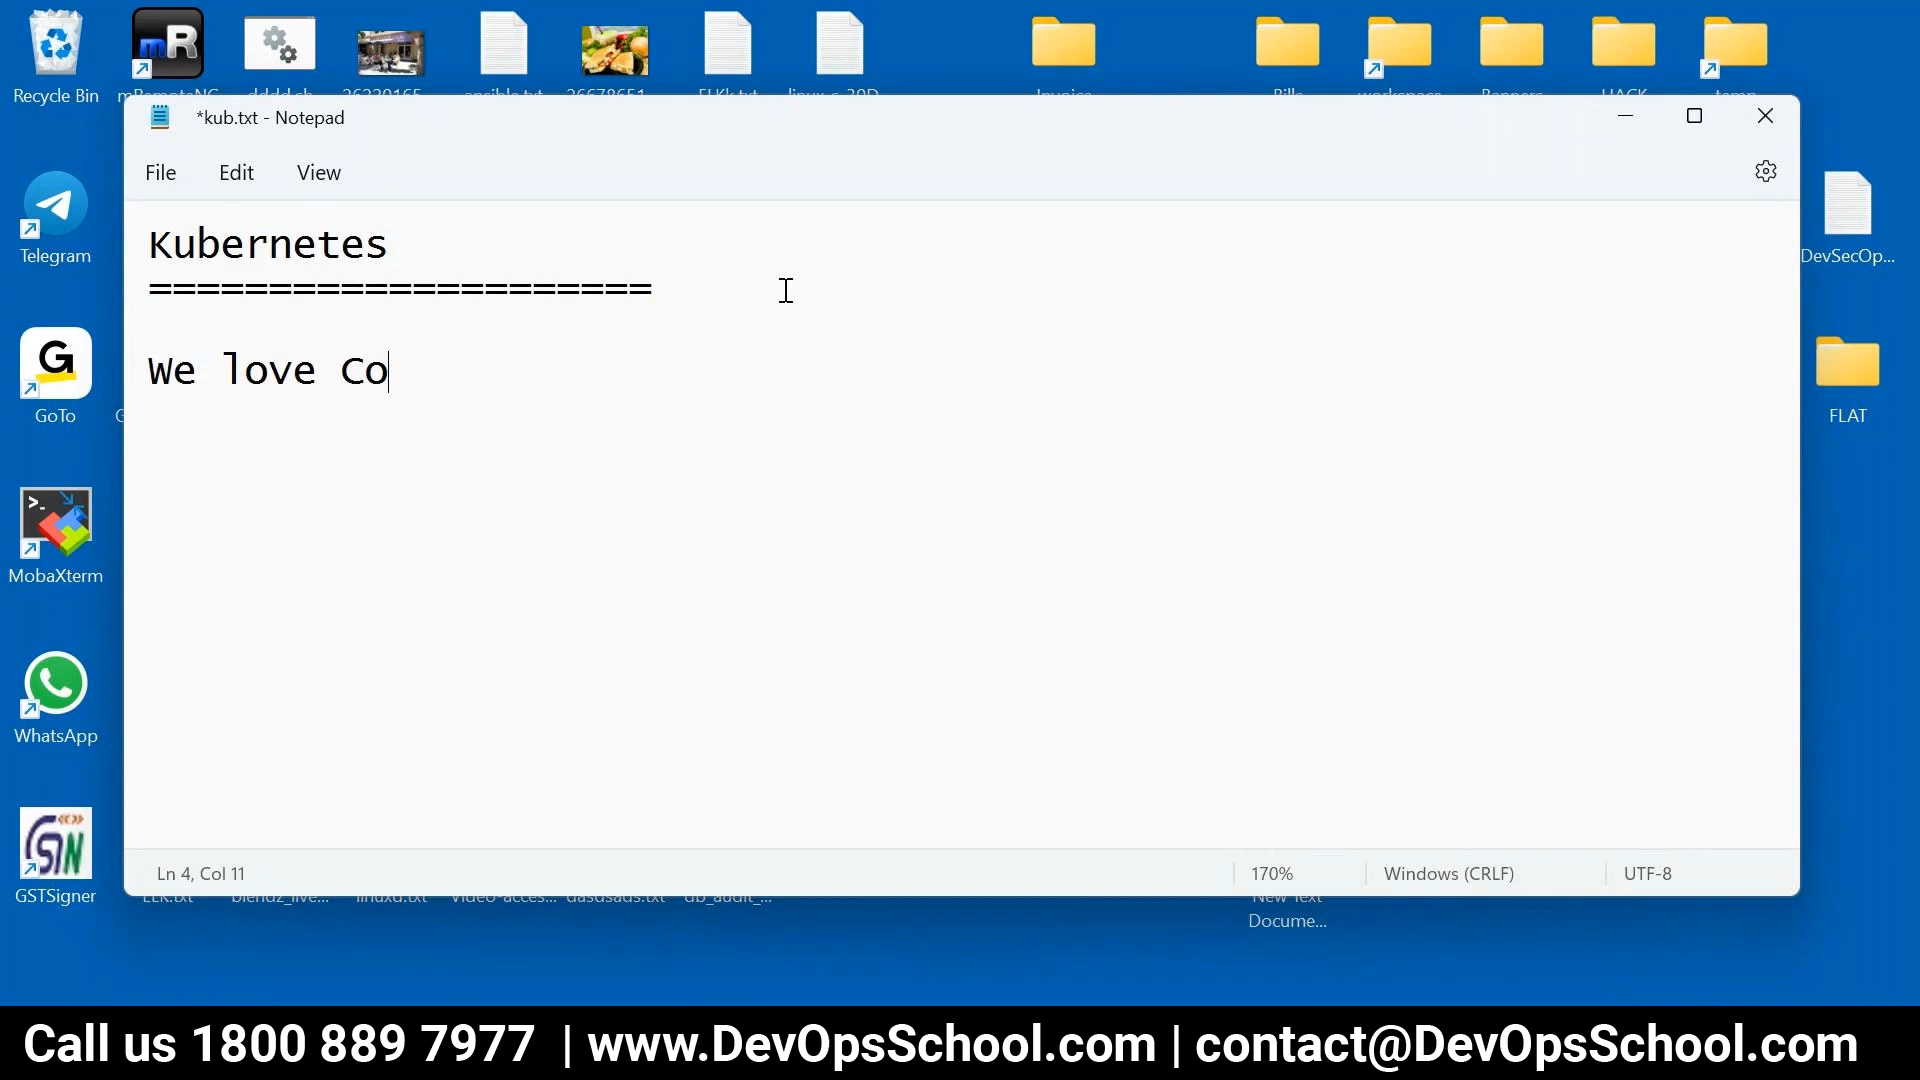 Recycle Bin
*kub.txt - Notepad
File Edit View
Kubernetes
=====================
We love Co
Telegram
GoTo
MobaXterm
WhatsApp
GSTSigner
DevSecOp...
FLAT
Ln 4, Col 11
170%
Windows (CRLF)
UTF-8
Docume...
Call us 1800 889 7977 | www.DevOpsSchool.com | contact@DevOpsSchool.com